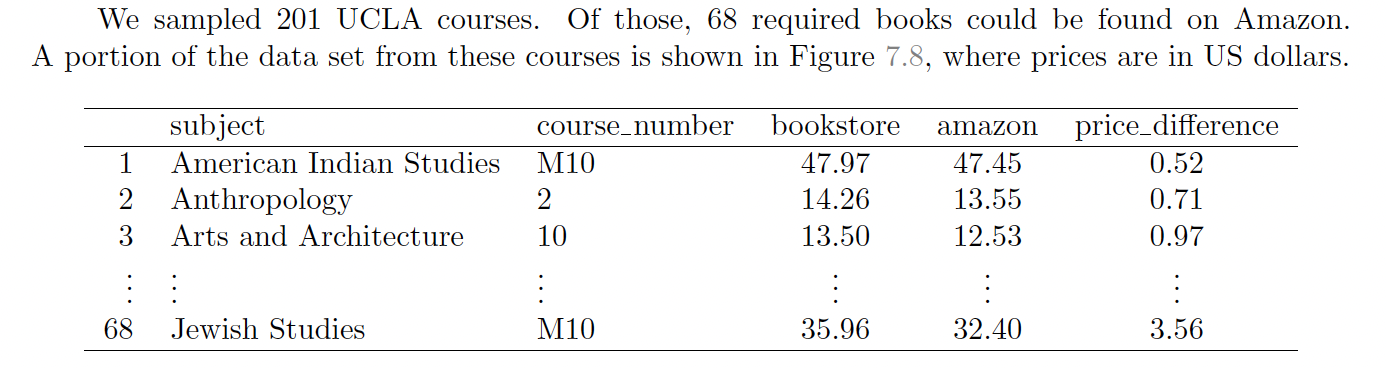 We sampled 201 UCLA courses. Of those, 68 required books could be found on Amazon.
A portion of the data set from these courses is shown in Figure 7.8, where prices are in US dollars.
subject course_number bookstore amazon price_difference
1 American Indian Studies M10 47.97 47.45 0.52
2 Anthropology 2 14.26 13.55 0.71
3 Arts and Architecture 10 13.50 12.53 0.97
⋮ ⋮ ⋮ ⋮ ⋮ ⋮
68 Jewish Studies M10 35.96 32.40 3.56